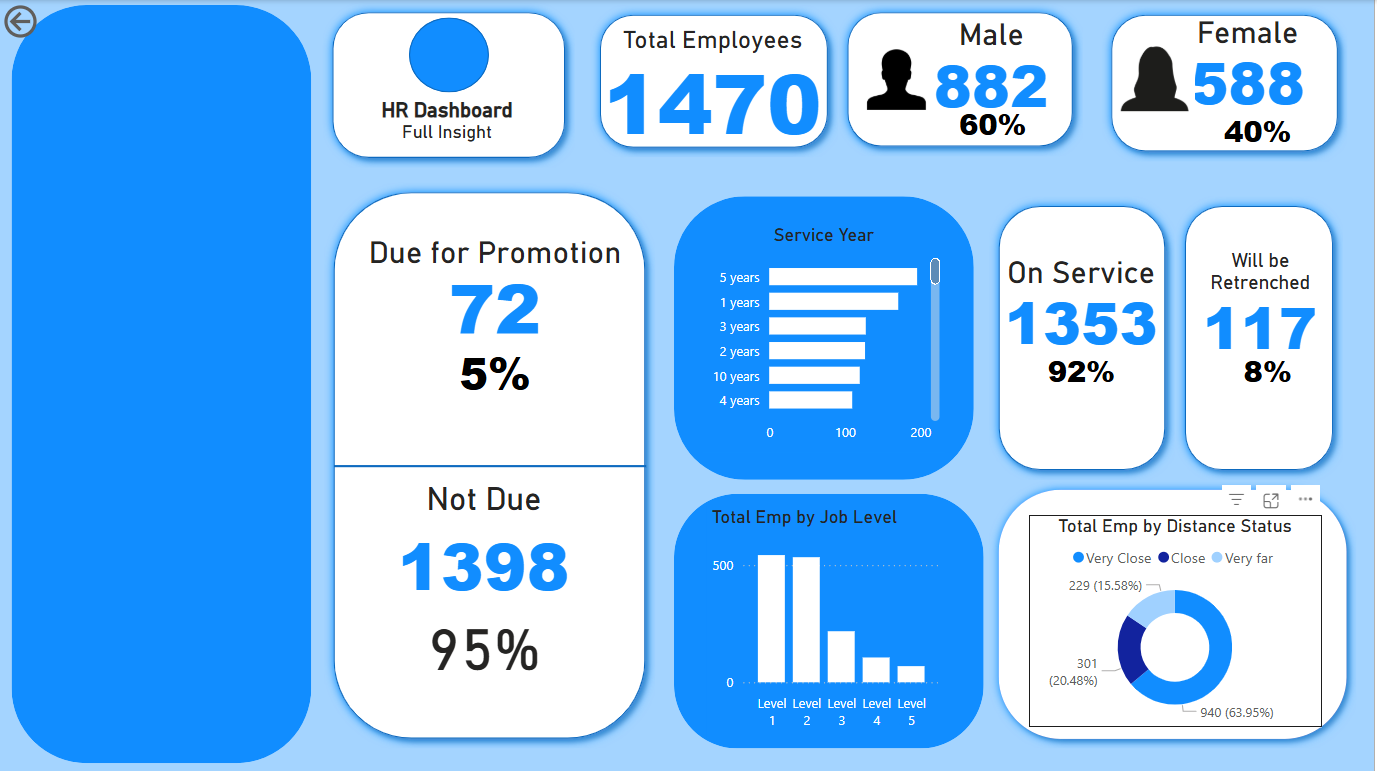 HR Dashboard
Full Insight
Total Employees
1470
Male
882
60%
Female
588
40%
Due for Promotion
72
5%
Not Due
1398
95%
Service Year
5 years
1 years
3 years
2 years
10 years
4 years
0 100 200
On Service
1353
92%
Will be
Retrenched
117
8%
Total Emp by Job Level
500
0
Level Level Level Level Level
1 2 3 4 5
Total Emp by Distance Status
Very Close Close Very far
229 (15.58%)
301
(20.48%)
940 (63.95%)